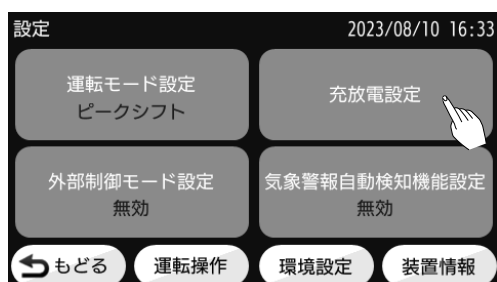 設定
2023/08/10 16:33
運転モード設定
ピークシフト
充放電設定
外部制御モード設定
無効
気象警報自動検知機能設定
無効
もどる
運転操作
環境設定
装置情報